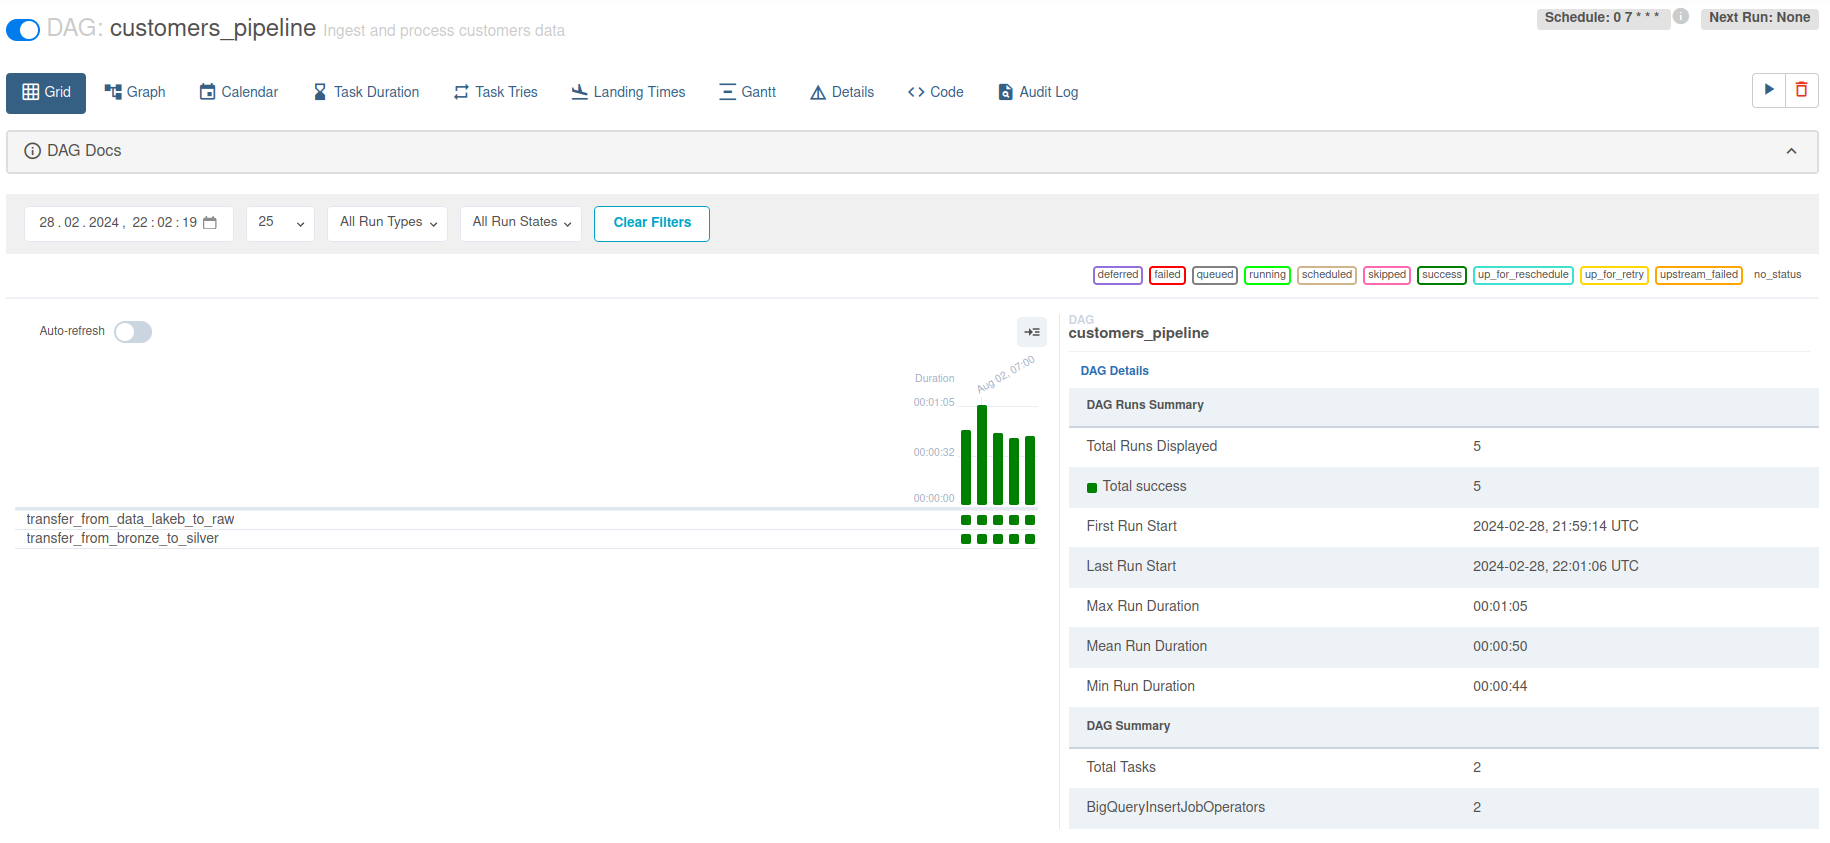 DAG: customers_pipeline Ingest and process customers data
Schedule: 0 7 * * *
Next Run: None
Grid
Graph
Calendar
Task Duration
Task Tries
Landing Times
Gantt
Details
Code
Audit Log
DAG Docs
28 . 02 . 2024 , 22 : 02 : 19
25
All Run Types
All Run States
Clear Filters
deferred
failed
queued
running
scheduled
skipped
success
up_for_reschedule
up_for_retry
upstream_failed
no_status
Auto-refresh
Duration
Aug 02, 07:00
00:01:05
00:00:32
00:00:00
transfer_from_data_lakeb_to_raw
transfer_from_bronze_to_silver
DAG
customers_pipeline
DAG Details
DAG Runs Summary
Total Runs Displayed 5
Total success 5
First Run Start 2024-02-28, 21:59:14 UTC
Last Run Start 2024-02-28, 22:01:06 UTC
Max Run Duration 00:01:05
Mean Run Duration 00:00:50
Min Run Duration 00:00:44
DAG Summary
Total Tasks 2
BigQueryInsertJobOperators 2